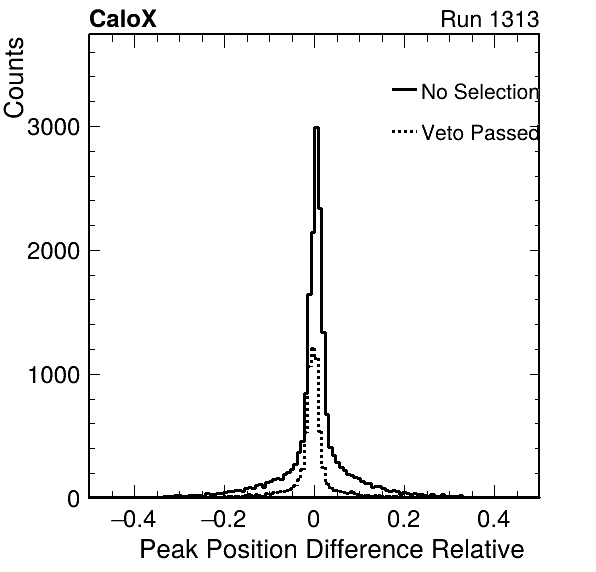 CaloX Run 1313
Counts
No Selection
Veto Passed
3000
2000
1000
0
−0.4 −0.2 0 0.2 0.4
Peak Position Difference Relative